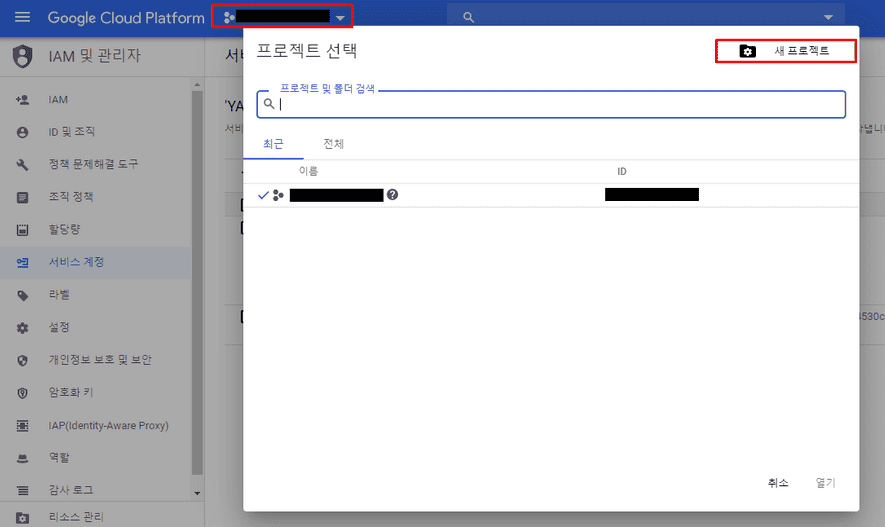 Google Cloud Platform
IAM 및 관리자
서비
프로젝트 선택
새 프로젝트
프로젝트 및 폴더 검색
최근
전체
이름
ID
'YA
서비
냅니다
4530c
IAM
ID 및 조직
정책 문제해결 도구
조직 정책
할당량
서비스 계정
라벨
설정
개인정보 보호 및 보안
암호화 키
IAP(Identity-Aware Proxy)
역할
감사 로그
리소스 관리
취소
열기